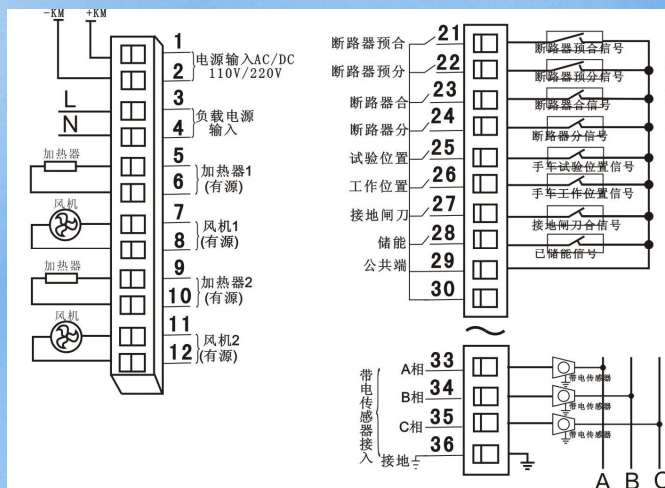 -KM +KM
1
2
电源输入AC/DC
110V/220V
L
N
3
4
负载电源
输入
加热器
5
6
加热器1
(有源)
风机
7
8
风机1
(有源)
加热器
9
10
加热器2
(有源)
风机
11
12
风机2
(有源)
断路器预合 21 断路器预合信号
断路器预分 22 断路器预分信号
断路器合 23 断路器合信号
断路器分 24 断路器分信号
试验位置 25 手车试验位置信号
工作位置 26 手车工作位置信号
接地闸刀 27 接地闸刀合信号
储能 28 已储能信号
公共端 29
30
带电传感器接入
A相 33 带电传感器
B相 34 带电传感器
C相 35 带电传感器
接地 36
A B C